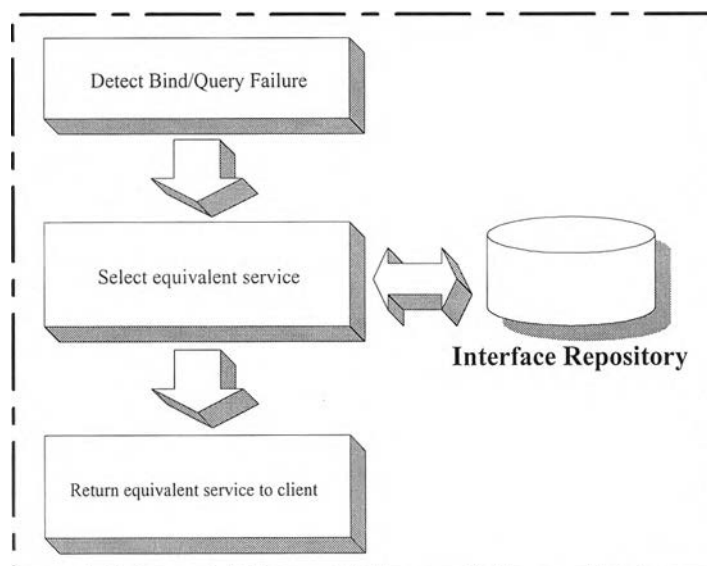 Detect Bind/Query Failure
Select equivalent service
Interface Repository
Return equivalent service to client